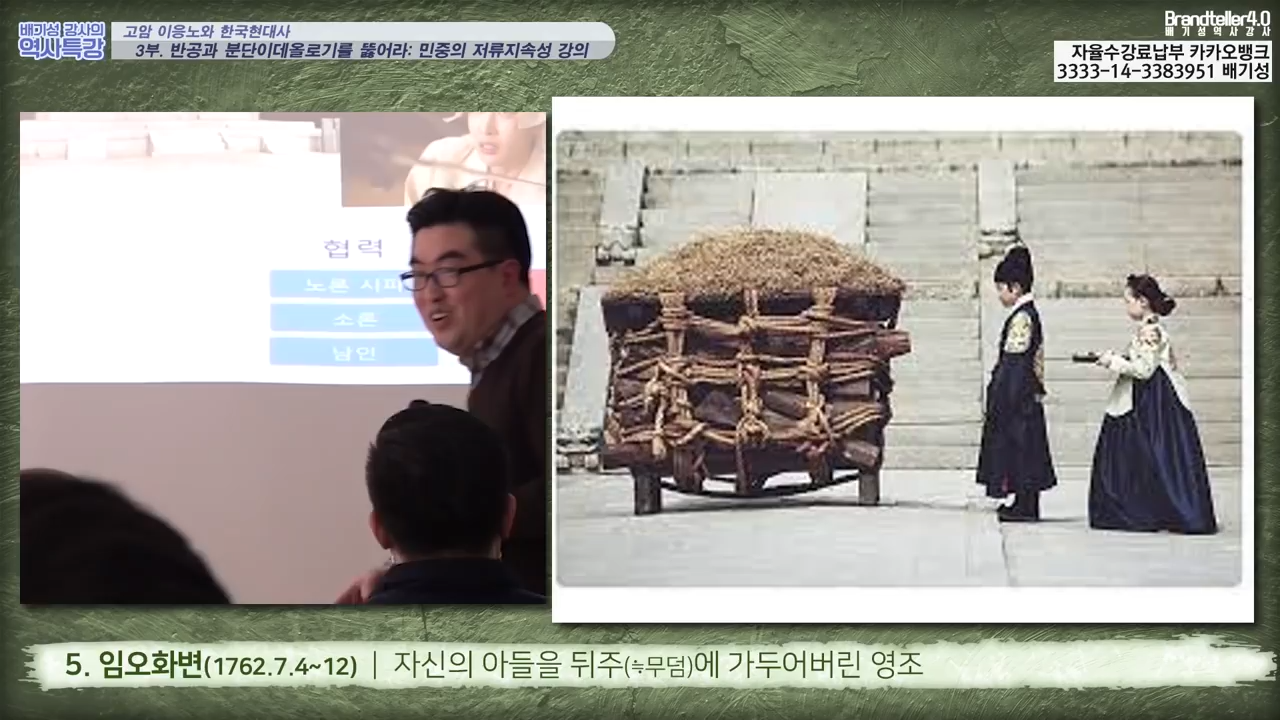 배기성 강사의
역사특강
고암 이응노와 한국현대사
3부. 반공과 분단이데올로기를 뚫어라: 민중의 저류지속성 강의
Brandteller4.0
배기성역사강사
자율수강료납부 카카오뱅크
3333-14-3383951 배기성
협력
노론 시파
소론
남인
5. 임오화변(1762.7.4~12) | 자신의 아들을 뒤주(≒무덤)에 가두어버린 영조